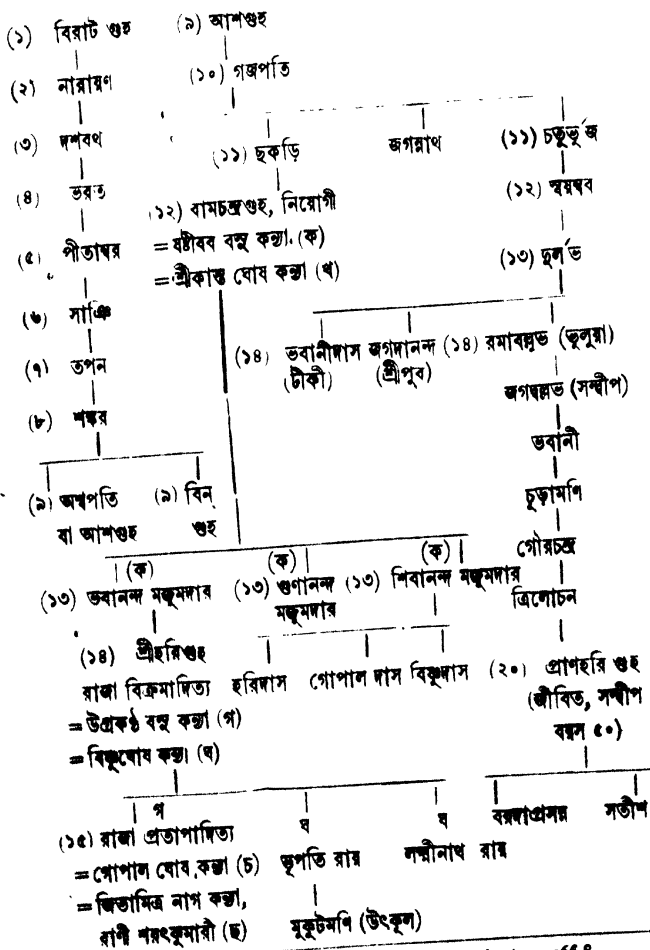 (১) বিরাট গুহ (৯) আশগুহ
(২) নারায়ণ (১০) গজপতি
(৩) দশরথ (১১) ছকড়ি জগন্নাথ (১১) চতুর্ভুজ
(৪) ভরত (১২) রামচন্দ্র গুহ, নিয়োগী (১২) স্বয়ম্বর
(৫) পীতাম্বর = ষষ্ঠীবর বসু কন্যা (ক) (১৩) দুর্লভ
= শ্রীকান্ত ঘোষ কন্যা (খ)
(৬) সাঞি
(৭) তপন (১৪) ভবানীদাস জগদানন্দ (১৪) রমাবল্লভ (ভূলুয়া)
(টাকী) (শ্রীপুর)
(৮) শঙ্কর জগদ্বল্লভ (সন্দ্বীপ)
ভবানী
(৯) অশ্বপতি (৯) বিন্ চূড়ামণি
বা আশগুহ গুহ
(ক) (ক) (ক) গৌরচন্দ্র
(১৩) ভবানন্দ মজুমদার (১৩) গুণানন্দ (১৩) শিবানন্দ মজুমদার
মজুমদার ত্রিলোচন
(১৪) শ্রীহরিগুহ
রাজা বিক্রমাদিত্য হরিদাস গোপাল দাস বিষ্ণুদাস (২০) প্রাণহরি গুহ
= উগ্রকণ্ঠ বসু কন্যা (গ) (জীবিত, সন্দ্বীপ
= বিষ্ণুঘোষ কন্যা (ঘ) বয়স ৫০)
গ ঘ ঘ বরদাপ্রসন্ন সতীশ
(১৫) রাজা প্রতাপাদিত্য
= গোপাল ঘোষ কন্যা (চ) ভূপতি রায় লক্ষ্মীনাথ রায়
= জিতামিত্র নাগ কন্যা,
রাণী শরৎকুমারী (ছ) মুকুটমণি (উৎকূল)